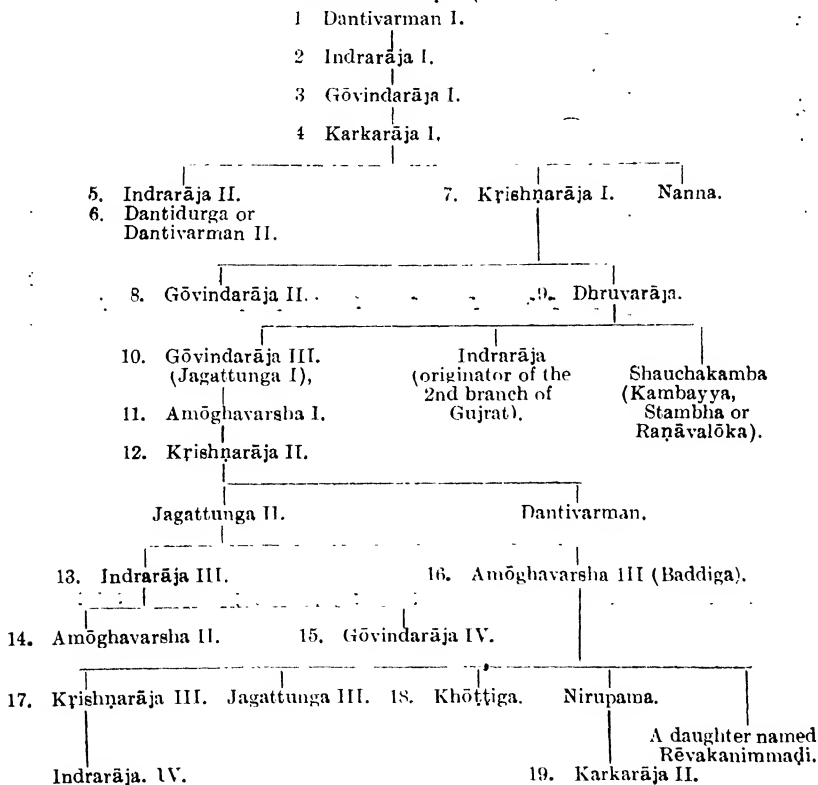 1 Dantivarman I.
2 Indrarāja I.
3 Gōvindarāja I.
4 Karkarāja I.
5. Indrarāja II. 7. Kṛishṇarāja I. Nanna.
6. Dantidurga or
Dantivarman II.
8. Gōvindarāja II. 9. Dhruvarāja.
10. Gōvindarāja III.
(Jagattunga I),
Indrarāja
(originator of the
2nd branch of
Gujrat).
Shauchakamba
(Kambayya,
Stambha or
Raṇāvalōka).
11. Amōghavarsha I.
12. Kṛishṇarāja II.
Jagattunga II. Dantivarman.
13. Indrarāja III. 16. Amōghavarsha III (Baddiga).
14. Amōghavarsha II. 15. Gōvindarāja IV.
17. Kṛishṇarāja III. Jagattunga III. 18. Khōṭṭiga. Nirupama.
A daughter named
Rēvakanimmaḍi.
Indrarāja. IV. 19. Karkarāja II.